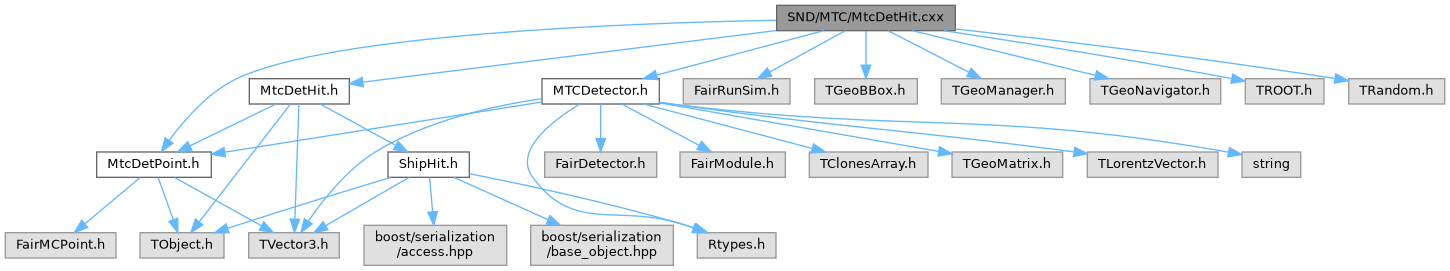 SND/MTC/MtcDetHit.cxx
MtcDetHit.h
MTCDetector.h
FairRunSim.h
TGeoBBox.h
TGeoManager.h
TGeoNavigator.h
TROOT.h
TRandom.h
MtcDetPoint.h
ShipHit.h
FairDetector.h
FairModule.h
TClonesArray.h
TGeoMatrix.h
TLorentzVector.h
string
FairMCPoint.h
TObject.h
TVector3.h
boost/serialization
/access.hpp
boost/serialization
/base_object.hpp
Rtypes.h